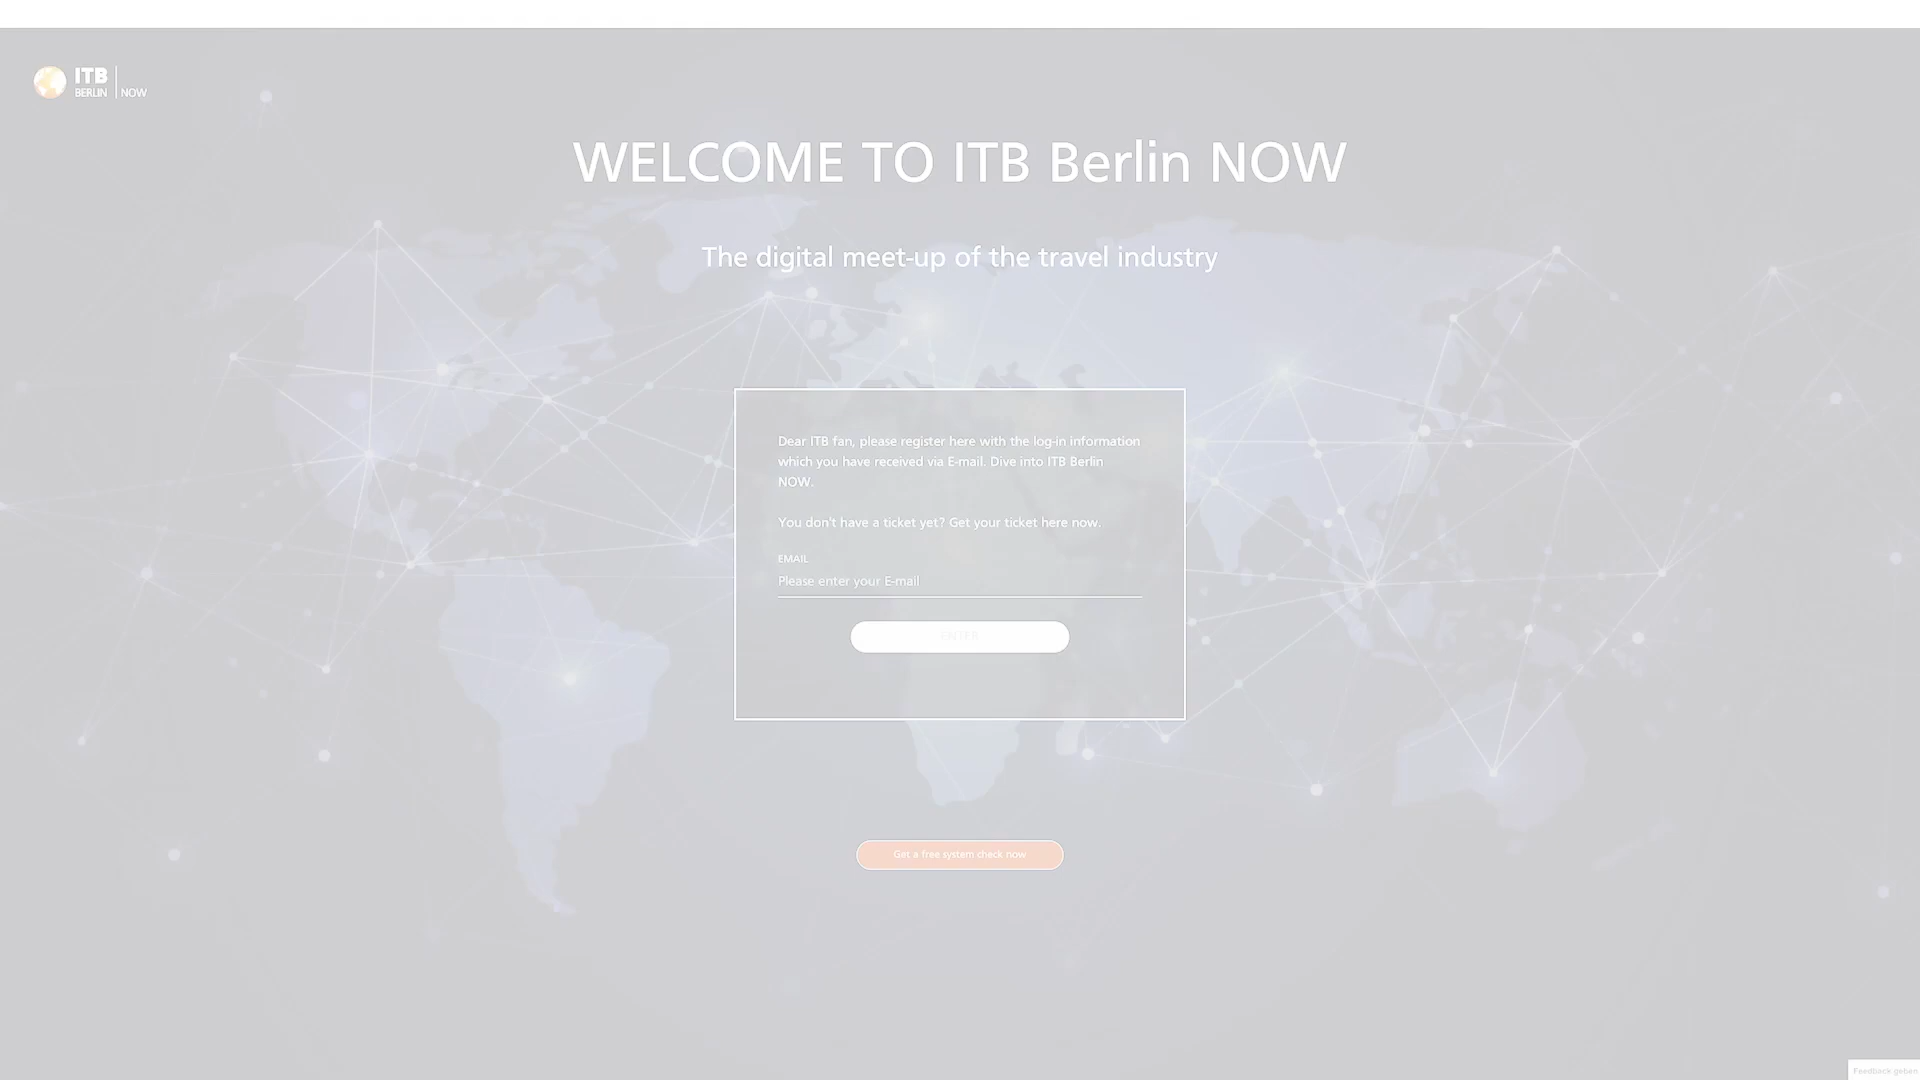 ITB
BERLIN
NOW
WELCOME TO ITB Berlin NOW
The digital meet-up of the travel industry
Dear ITB fan, please register here with the log-in information
which you have received via E-mail. Dive into ITB Berlin
NOW.
You don't have a ticket yet? Get your ticket here now.
EMAIL
Please enter your E-mail
ENTER
Get a free system check now
Feedback geben